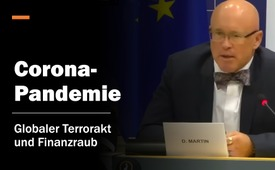 Corona-
Pandemie
Globaler Terrorakt
und Finanzraub
D. MARTIN